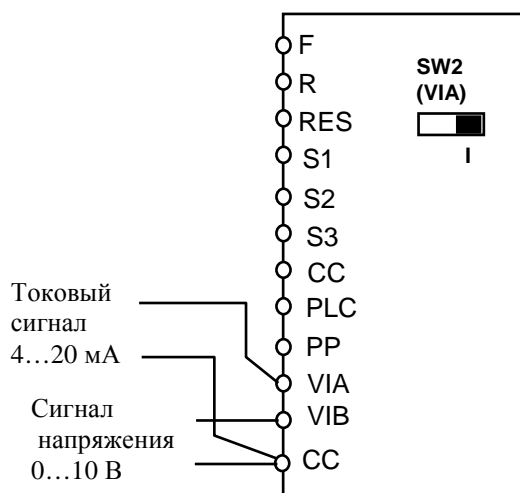 F
R
RES
S1
S2
S3
CC
PLC
PP
VIA
VIB
CC
SW2
(VIA)
I
Токовый
сигнал
4…20 мА
Сигнал
напряжения
0…10 В